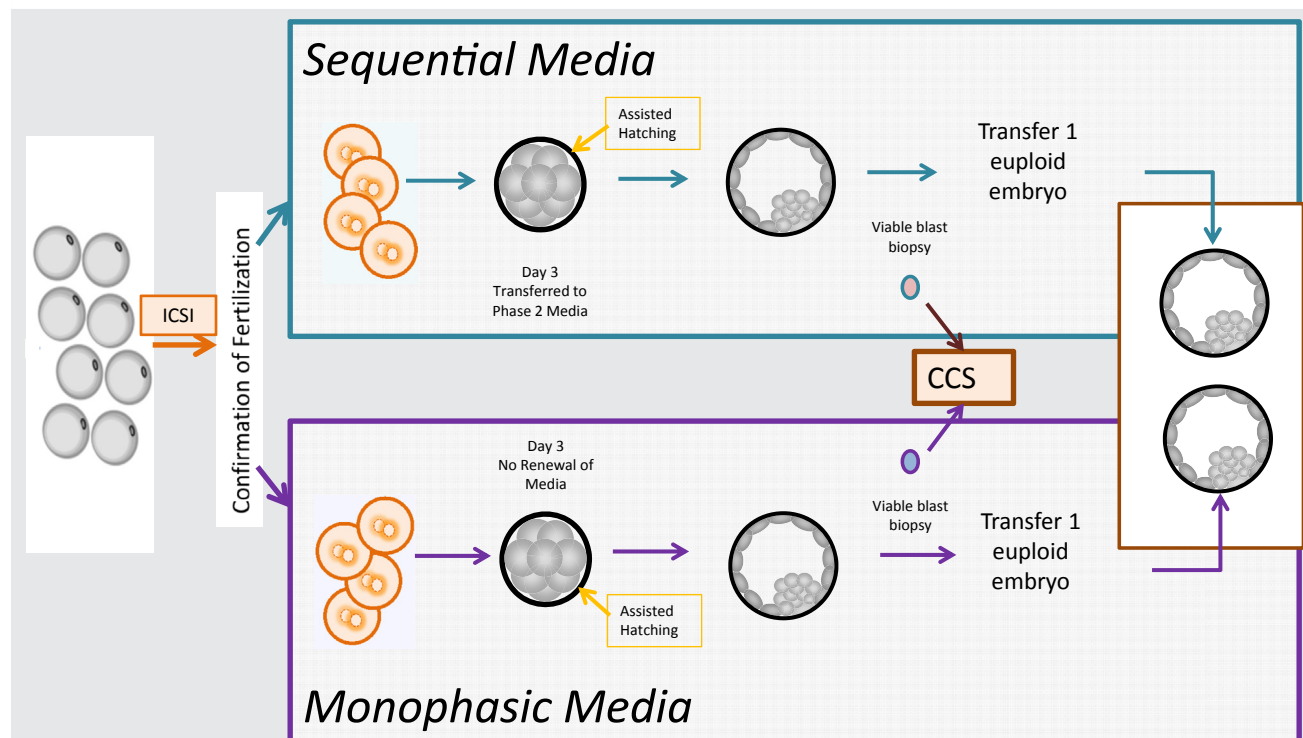 Sequential Media
Assisted
Hatching
Transfer 1
euploid
embryo
Viable blast
biopsy
Day 3
Transferred to
Phase 2 Media
ICSI
Confirmation of Fertilization
CCS
Day 3
No Renewal of
Media
Viable blast
biopsy
Transfer 1
euploid
embryo
Assisted
Hatching
Monophasic Media